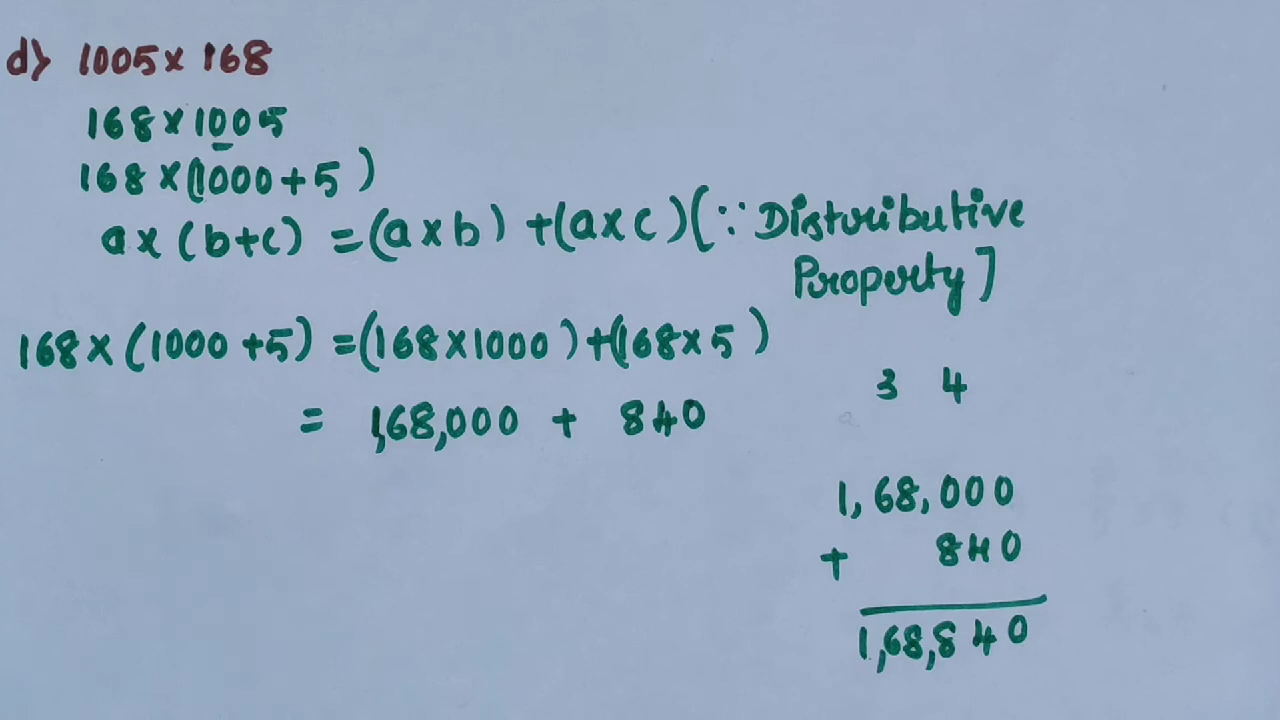 d) 1005 x 168
168 x 1005
168 x (1000 + 5 )
a x (b+c) = (a x b) + (a x c) (∵ Distributive
Property]
168 x (1000 + 5) = (168 x 1000 ) + (168 x 5 )
3 4
= 1,68,000 + 840
1,68,000
+ 840
1,68,840